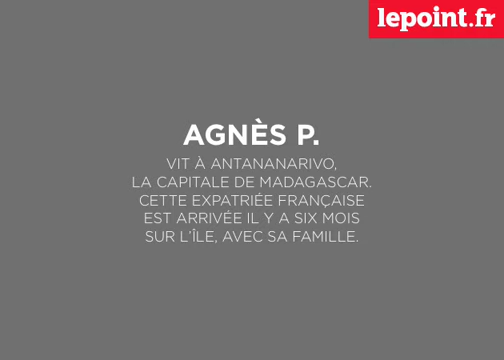 lepoint.fr
AGNÈS P.
VIT À ANTANANARIVO,
LA CAPITALE DE MADAGASCAR.
CETTE EXPATRIÉE FRANÇAISE
EST ARRIVÉE IL Y A SIX MOIS
SUR L'ÎLE, AVEC SA FAMILLE.